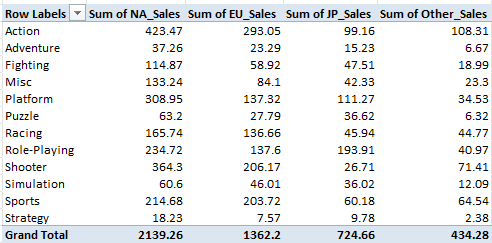 Row Labels Sum of NA_Sales Sum of EU_Sales Sum of JP_Sales Sum of Other_Sales
Action 423.47 293.05 99.16 108.31
Adventure 37.26 23.29 15.23 6.67
Fighting 114.87 58.92 47.51 18.99
Misc 133.24 84.1 42.33 23.3
Platform 308.95 137.32 111.27 34.53
Puzzle 63.2 27.79 36.62 6.32
Racing 165.74 136.66 45.94 44.77
Role-Playing 234.72 137.6 193.91 40.97
Shooter 364.3 206.17 26.71 71.41
Simulation 60.6 46.01 36.02 12.09
Sports 214.68 203.72 60.18 64.54
Strategy 18.23 7.57 9.78 2.38
Grand Total 2139.26 1362.2 724.66 434.28